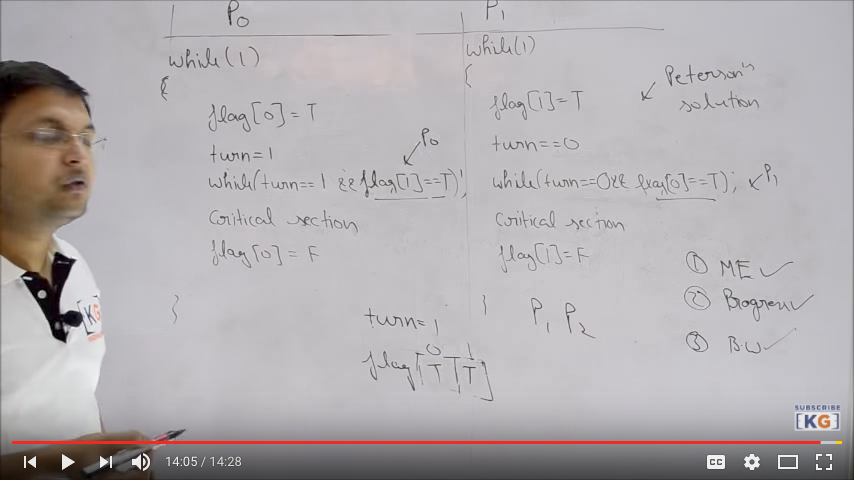 P₀
while(1)
{
flag[0] = T
turn=1
P₀
while(turn==1 && flag[1]==T);
Critical section
flag[0] = F
}
P₁
while(1)
{
flag[1] = T
turn==0
while(turn==0 && flag[0]==T);
P₁
Critical section
flag[1] = F
}
Peterson's
solution
① ME ✓
② Progress ✓
③ B.W ✓
P₁ P₂
turn=1
0 1
flag[T|T]
[KG]
SUBSCRIBE
[KG]
14:05 / 14:28
CC